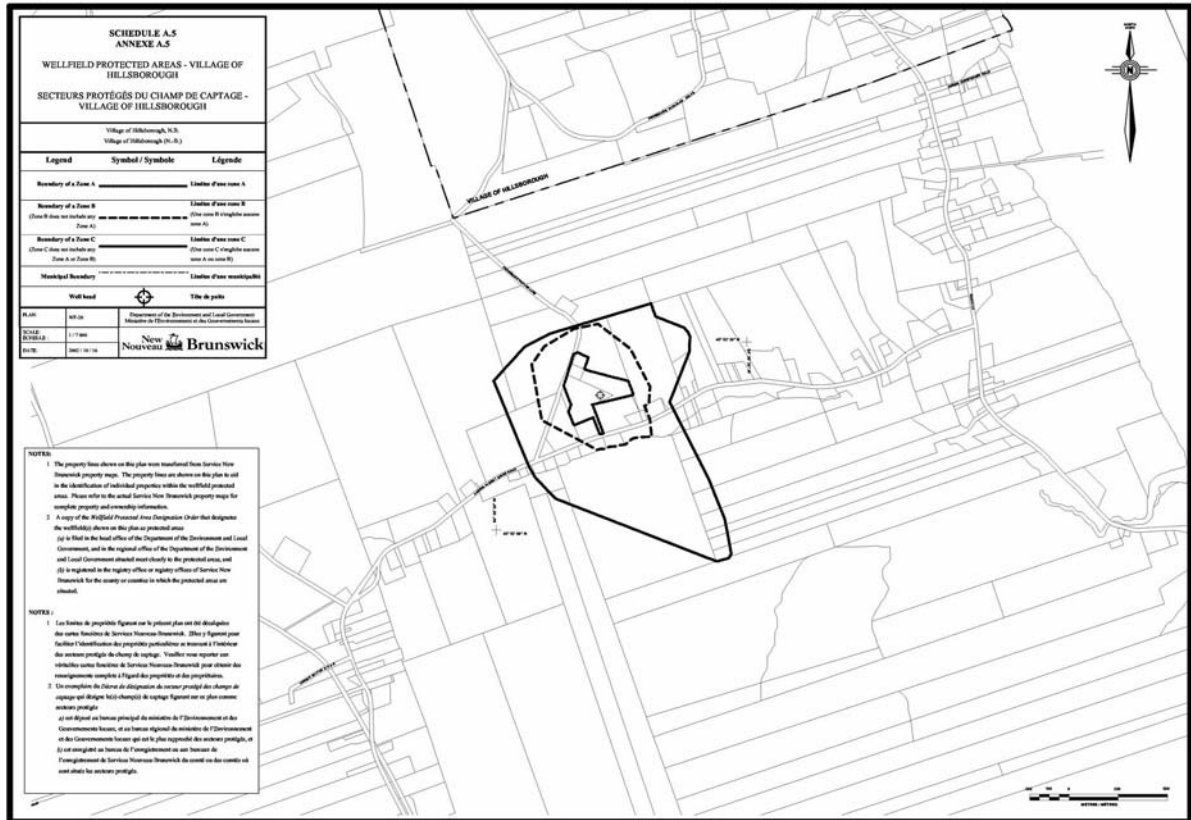 SCHEDULE A.5
ANNEXE A.5
WELLFIELD PROTECTED AREAS - VILLAGE OF
HILLSBOROUGH
SECTEURS PROTÉGÉS DU CHAMP DE CAPTAGE -
VILLAGE OF HILLSBOROUGH
Village of Hillsborough, N.B.
Village of Hillsborough (N.-B.)
Legend Symbol / Symbole Légende
Boundary of a Zone A Limites d'une zone A
Boundary of a Zone B Limites d'une zone B
(Zone B does not include any (Une zone B n'englobe aucune
Zone A) zone A)
Boundary of a Zone C Limites d'une zone C
(Zone C does not include any (Une zone C n'englobe aucune
Zone A or Zone B) zone A ou zone B)
Municipal Boundary Limites d'une municipalité
Well head Tête de puits
PLAN: Department of the Environment and Local Government
Ministère de l'Environnement et des Gouvernements locaux
SCALE:
DATE: 2002 / 10 / 16
New Nouveau Brunswick
VILLAGE OF HILLSBOROUGH
N
NOTES:
1 The property lines shown on this plan were transferred from Service New
Brunswick property maps. The property lines are shown on this plan to aid
in the identification of individual properties within the wellfield protected
areas. Please refer to the actual Service New Brunswick property maps for
complete property and ownership information.
2 A copy of the Wellfield Protected Area Designation Order that designates
the wellfield(s) shown on this plan as protected areas
(a) is filed in the head office of the Department of the Environment and Local
Government, and in the regional office of the Department of the Environment
and Local Government situated most closely to the protected areas, and
(b) is registered in the registry office or registry offices of Service New
Brunswick for the county or counties in which the protected areas are
situated.
NOTES :
1 Les limites de propriétés figurant sur le présent plan ont été décalquées
des cartes foncières de Services Nouveau-Brunswick. Elles y figurent pour
faciliter l'identification des propriétés particulières se trouvant à l'intérieur
des secteurs protégés du champ de captage. Veuillez vous reporter aux
véritables cartes foncières de Services Nouveau-Brunswick pour obtenir des
renseignements complets à l'égard des propriétés et des propriétaires.
2 Un exemplaire du Décret de désignation du secteur protégé des champs de
captage qui désigne le(s) champ(s) de captage figurant sur ce plan comme
secteurs protégés
a) est déposé au bureau principal du ministère de l'Environnement et des
Gouvernements locaux, et au bureau régional du ministère de l'Environnement
et des Gouvernements locaux qui est le plus rapproché des secteurs protégés, et
b) est enregistré au bureau de l'enregistrement ou aux bureaux de
l'enregistrement de Services Nouveau-Brunswick du comté ou des comtés où
sont situés les secteurs protégés.
METRES / MÈTRES